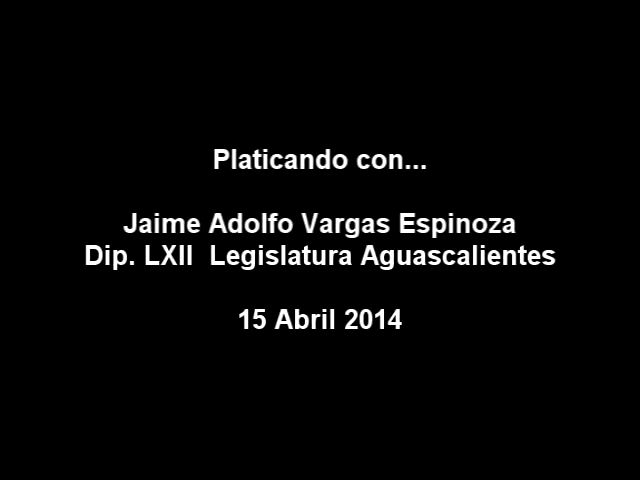 Platicando con...
Jaime Adolfo Vargas Espinoza
Dip. LXII  Legislatura Aguascalientes
15 Abril 2014